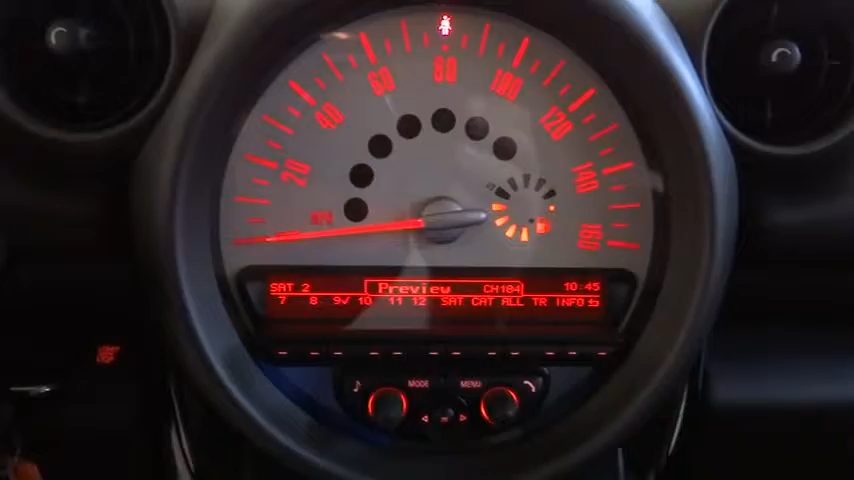 20
40
60
80
100
120
140
160
MPH
SAT 2 Preview CH184 10:45
7 8 9✓ 10 11 12 SAT CAT ALL TR INFO
MODE MENU